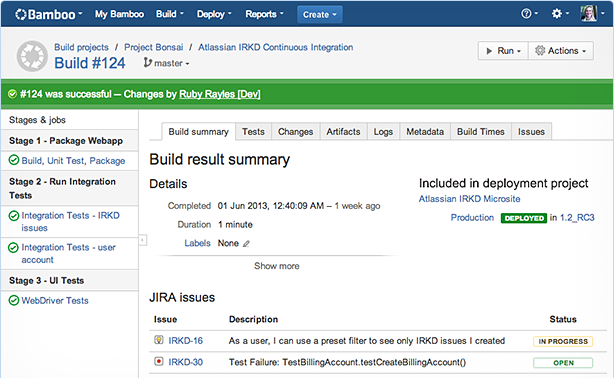 Bamboo My Bamboo Build Deploy Reports Create
Build projects / Project Bonsai / Atlassian IRKD Continuous Integration
Build #124 master
Run Actions
#124 was successful – Changes by Ruby Rayles [Dev]
Stages & jobs
Stage 1 - Package Webapp
Build, Unit Test, Package
Stage 2 - Run Integration
Tests
Integration Tests - IRKD
issues
Integration Tests - user
account
Stage 3 - UI Tests
WebDriver Tests
Build summary Tests Changes Artifacts Logs Metadata Build Times Issues
Build result summary
Details
Completed 01 Jun 2013, 12:40:09 AM – 1 week ago
Duration 1 minute
Labels None
Show more
Included in deployment project
Atlassian IRKD Microsite
Production DEPLOYED in 1.2_RC3
JIRA issues
Issue Description Status
IRKD-16 As a user, I can use a preset filter to see only IRKD issues I created IN PROGRESS
IRKD-30 Test Failure: TestBillingAccount.testCreateBillingAccount() OPEN